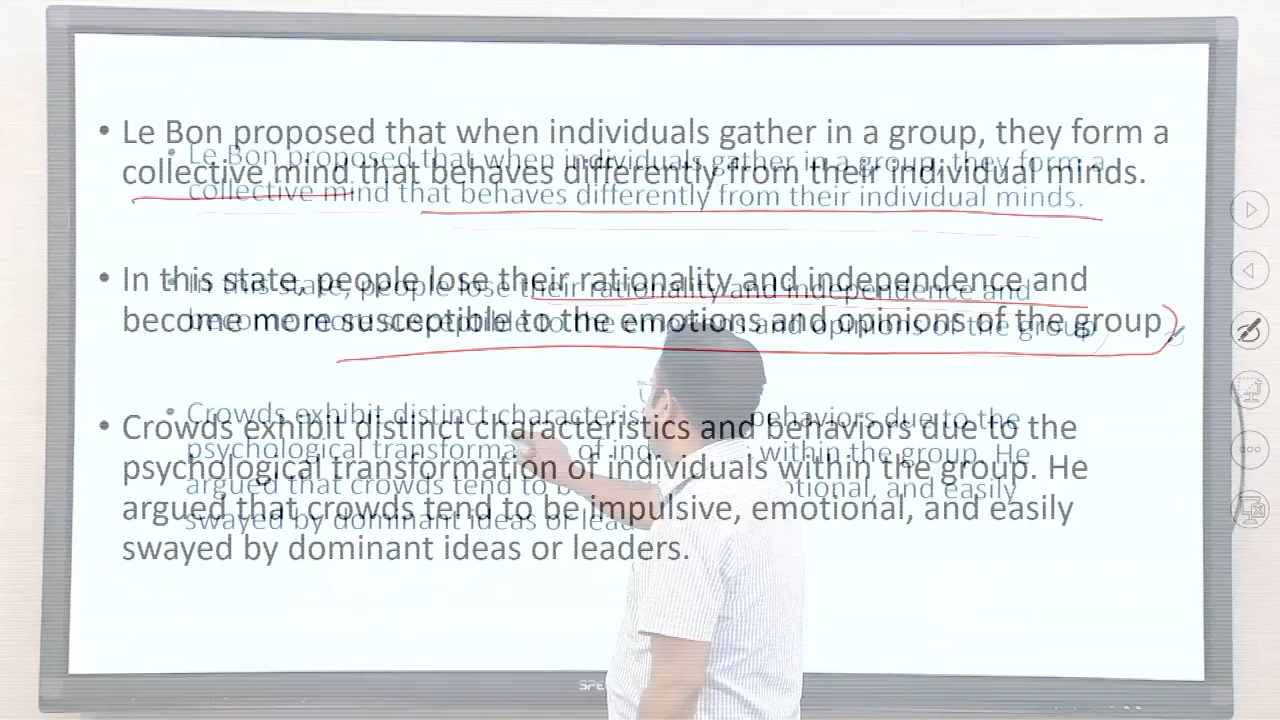 • Le Bon proposed that when individuals gather in a group, they form a
collective mind that behaves differently from their individual minds.
• In this state, people lose their rationality and independence and
become more susceptible to the emotions and opinions of the group
• Crowds exhibit distinct characteristics and behaviors due to the
psychological transformation of individuals within the group. He
argued that crowds tend to be impulsive, emotional, and easily
swayed by dominant ideas or leaders.